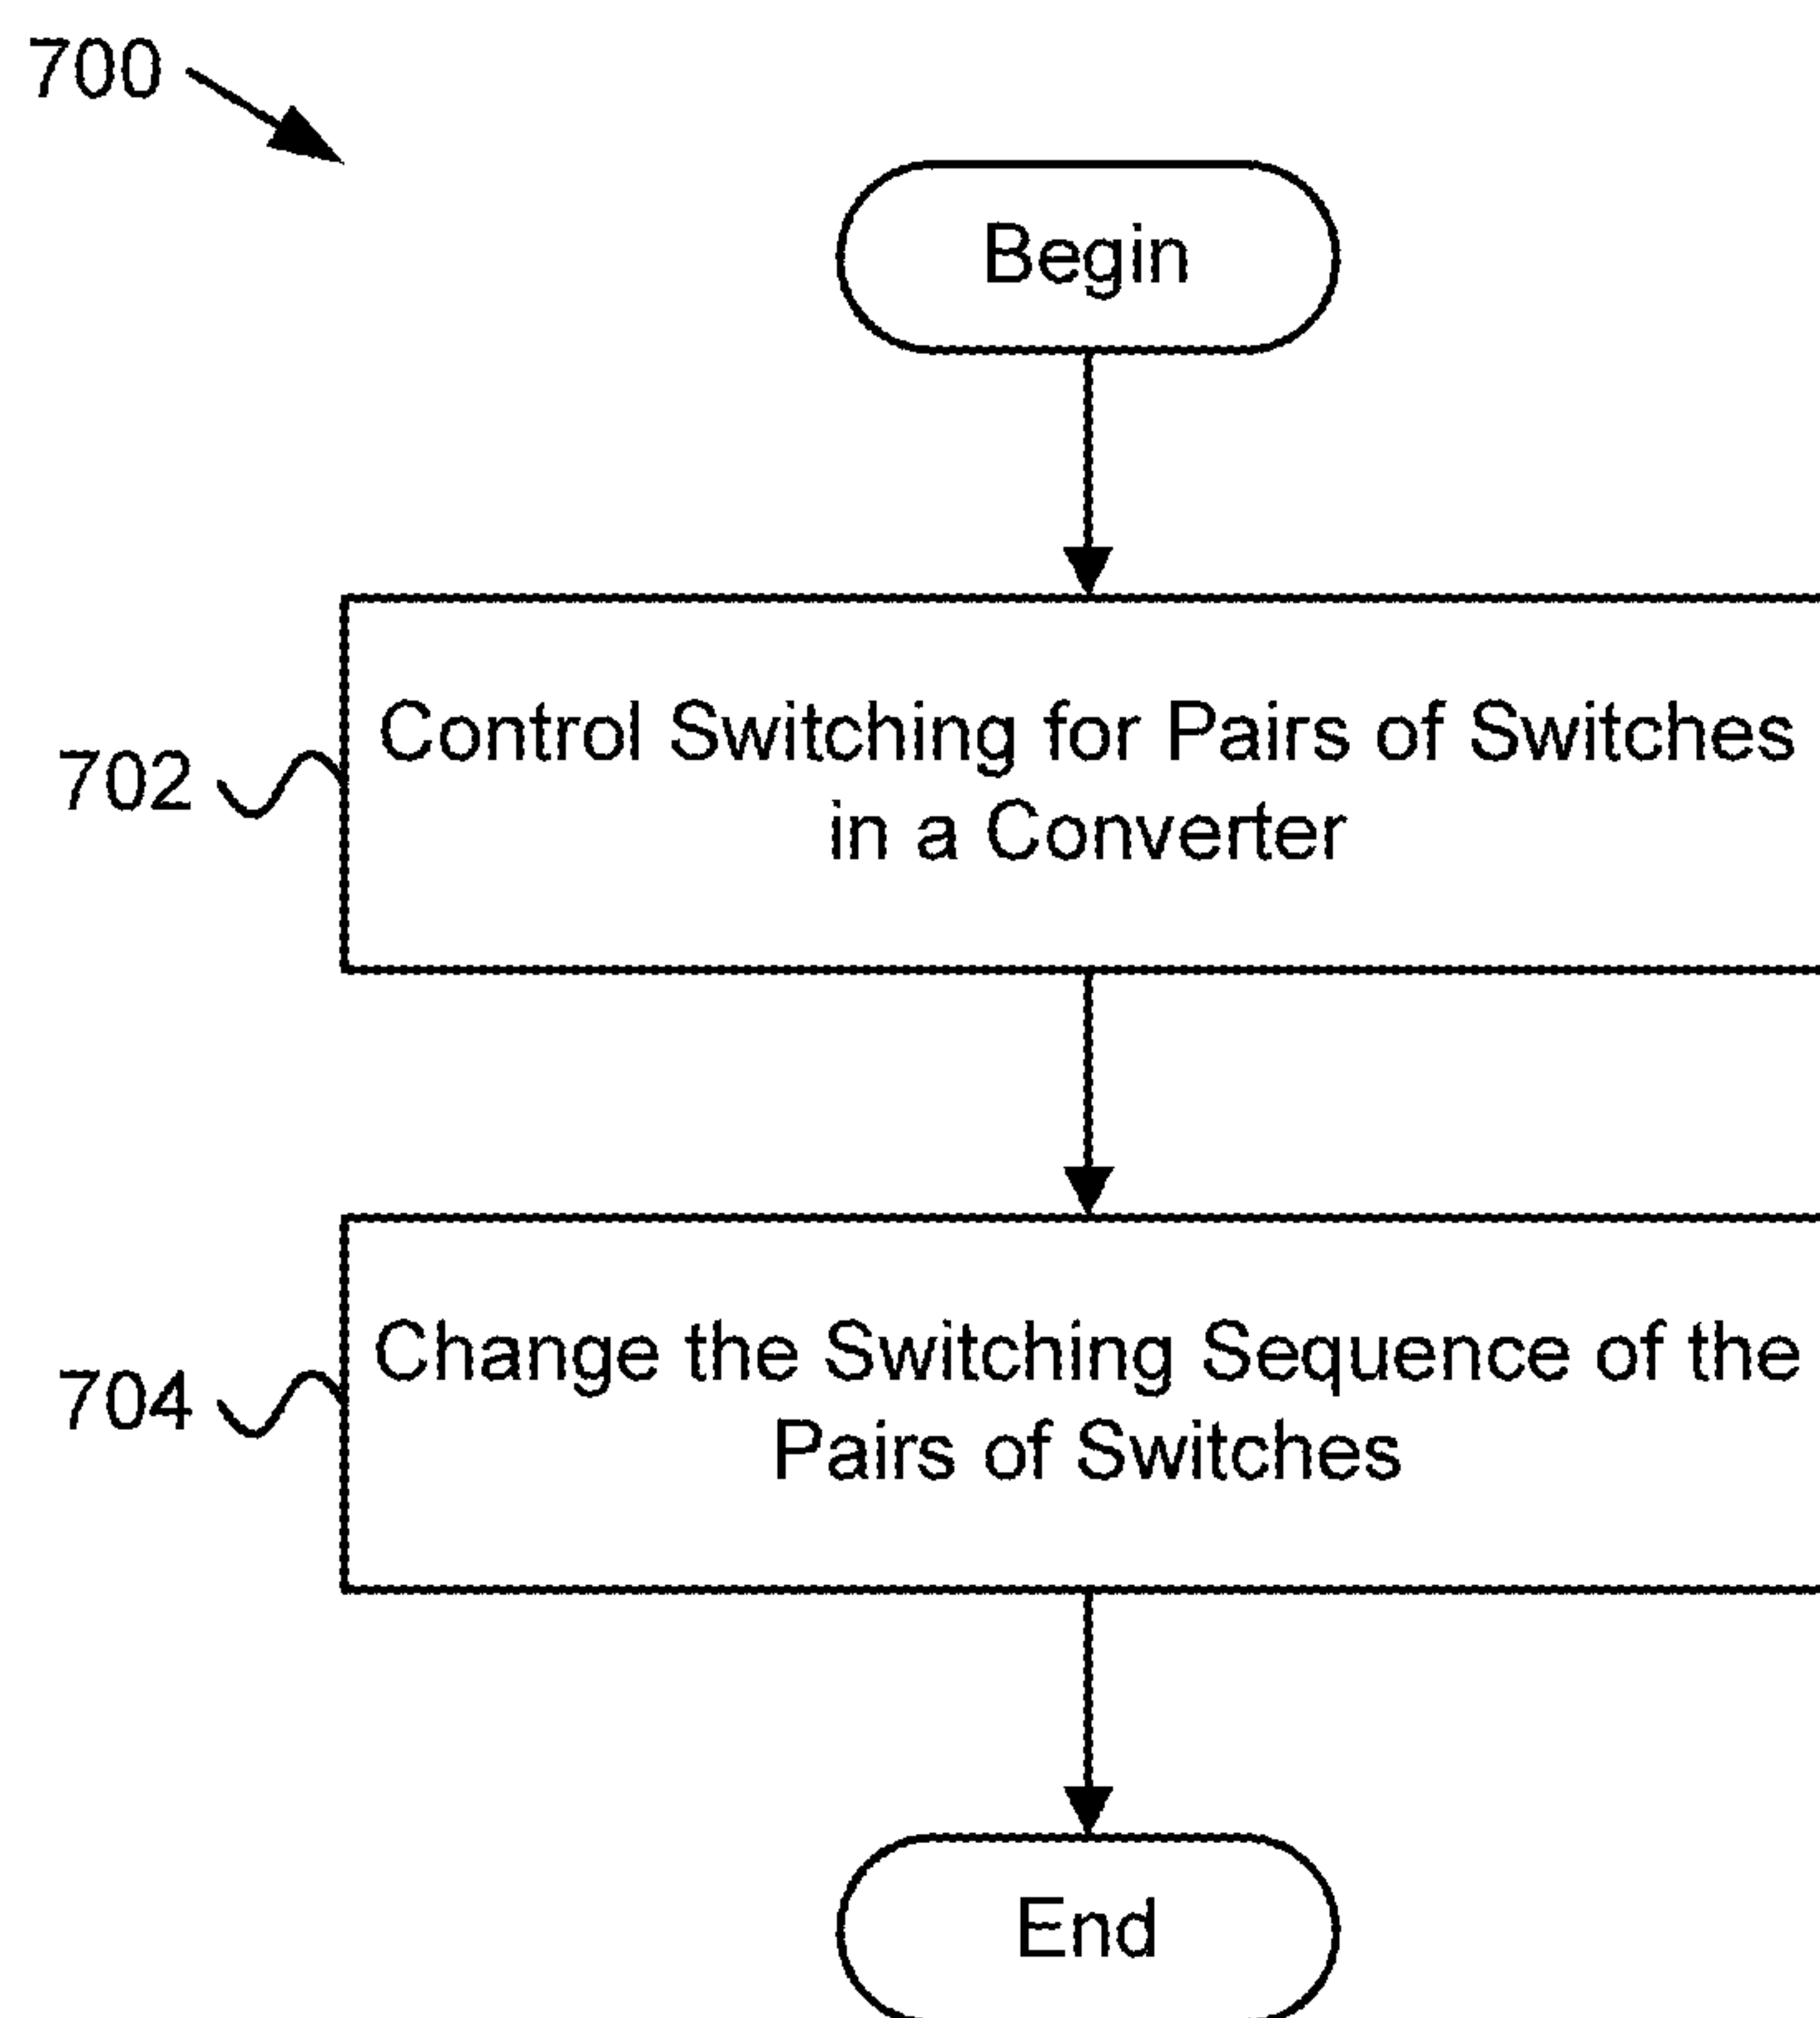 700
Begin
702
Control Switching for Pairs of Switches
in a Converter
704
Change the Switching Sequence of the
Pairs of Switches
End